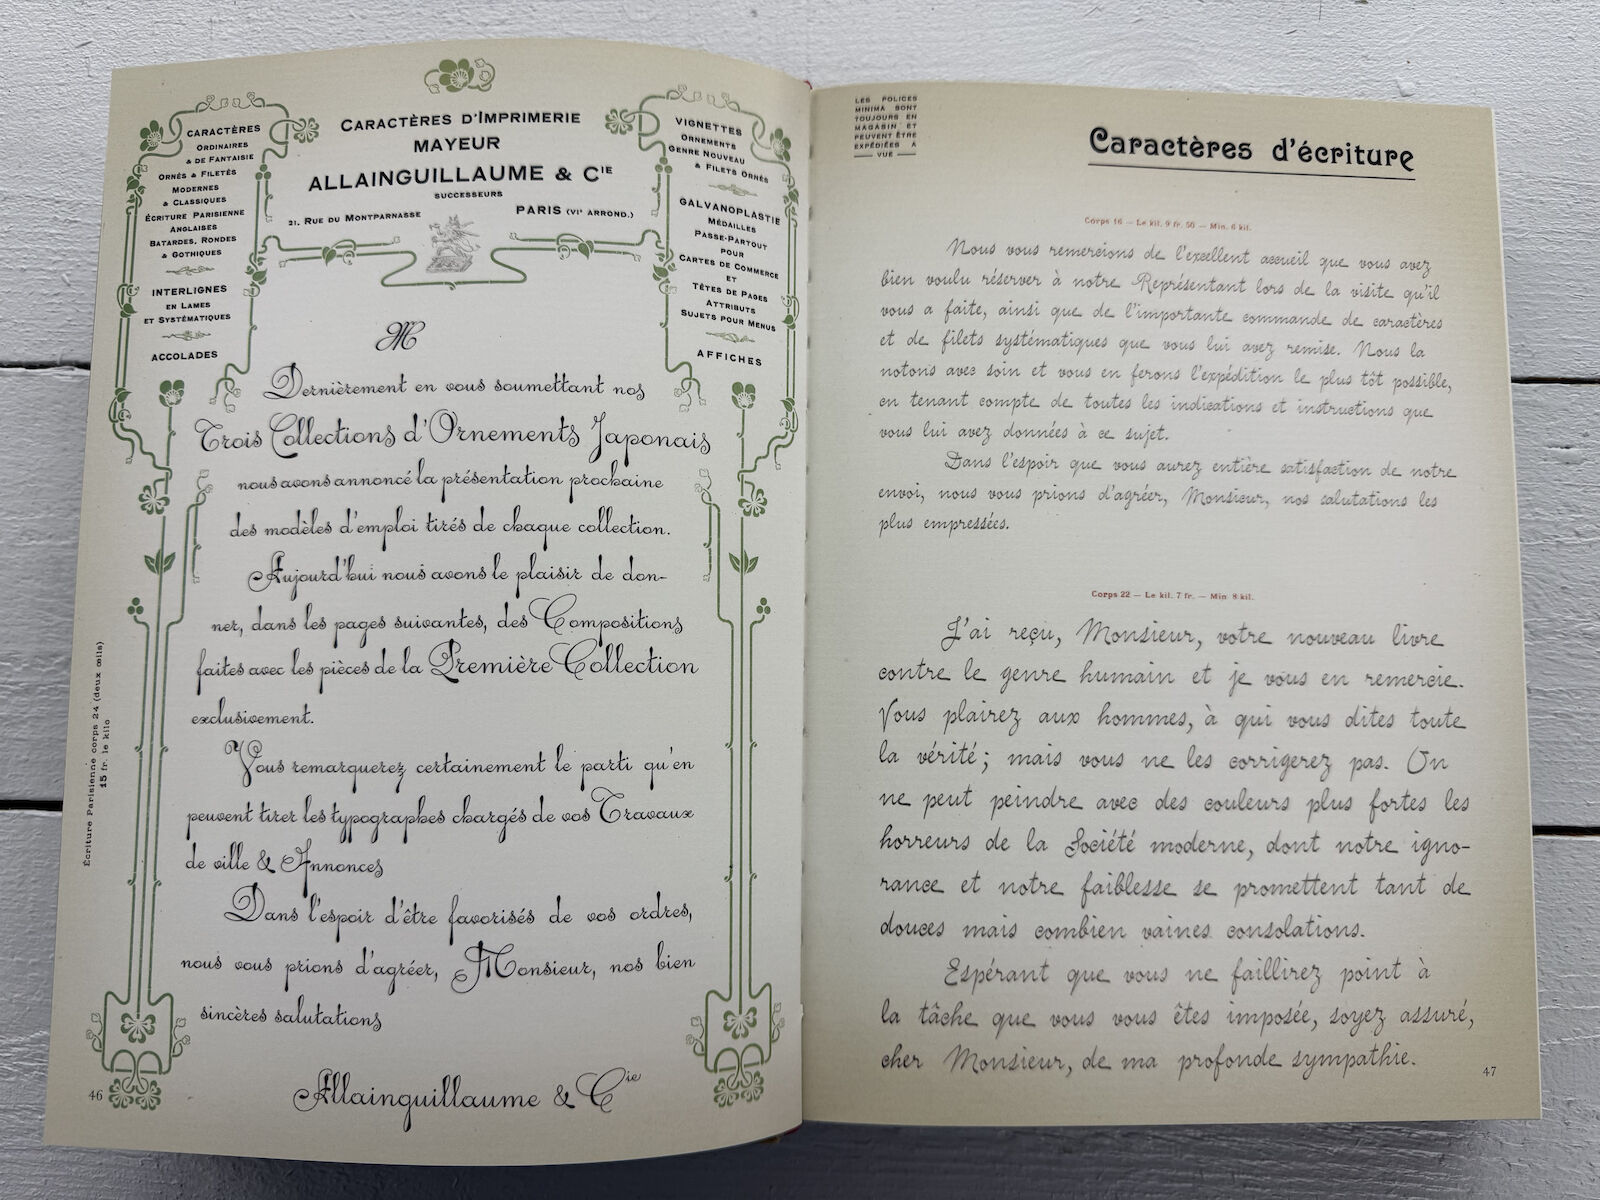 CARACTÈRES
ORDINAIRES
& DE FANTAISIE
ORNÉS & FILETÉS
MODERNES
& CLASSIQUES
ÉCRITURE PARISIENNE
ANGLAISES
BATARDES, RONDES
& GOTHIQUES
INTERLIGNES
EN LAMES
ET SYSTÉMATIQUES
ACCOLADES
CARACTÈRES D'IMPRIMERIE
MAYEUR
ALLAINGUILLAUME & CIE
SUCCESSEURS
21, RUE DU MONTPARNASSE
PARIS (VIe ARROND.)
VIGNETTES
ORNEMENTS
GENRE NOUVEAU
& FILETS ORNÉS
GALVANOPLASTIE
MÉDAILLES
PASSE-PARTOUT
POUR
CARTES DE COMMERCE
ET
TÊTES DE PAGES
ATTRIBUTS
SUJETS POUR MENUS
AFFICHES
M
Dernièrement en vous soumettant nos
Trois Collections d'Ornements Japonais
nous avons annoncé la présentation prochaine
des modèles d'emploi tirés de chaque collection.
Aujourd'hui nous avons le plaisir de don-
ner, dans les pages suivantes, des Compositions
faites avec les pièces de la Première Collection
exclusivement.
Vous remarquerez certainement le parti qu'en
peuvent tirer les typographes chargés de vos Travaux
de ville & Annonces
Dans l'espoir d'être favorisés de vos ordres,
nous vous prions d'agréer, Monsieur, nos bien
sincères salutations
Allainguillaume & Cie
Écriture Parisienne corps 24 (deux œils)
15 fr. le kilo
46
LES POLICES
MINIMA SONT
TOUJOURS EN
MAGASIN ET
PEUVENT ÊTRE
EXPÉDIÉES A
VUE
Caractères d'écriture
Corps 16 — Le kil. 9 fr. 50 — Min. 6 kil.
Nous vous remercions de l'excellent accueil que vous avez
bien voulu réserver à notre Représentant lors de la visite qu'il
vous a faite, ainsi que de l'importante commande de caractères
et de filets systématiques que vous lui avez remise. Nous la
notons avec soin et vous en ferons l'expédition le plus tôt possible,
en tenant compte de toutes les indications et instructions que
vous lui avez données à ce sujet.
Dans l'espoir que vous aurez entière satisfaction de notre
envoi, nous vous prions d'agréer, Monsieur, nos salutations les
plus empressées.
Corps 22 — Le kil. 7 fr. — Min 8 kil.
J'ai reçu, Monsieur, votre nouveau livre
contre le genre humain et je vous en remercie.
Vous plairez aux hommes, à qui vous dites toute
la vérité; mais vous ne les corrigerez pas. On
ne peut peindre avec des couleurs plus fortes les
horreurs de la Société moderne, dont notre igno-
rance et notre faiblesse se promettent tant de
douces mais combien vaines consolations.
Espérant que vous ne faillirez point à
la tâche que vous vous êtes imposée, soyez assuré,
cher Monsieur, de ma profonde sympathie.
47